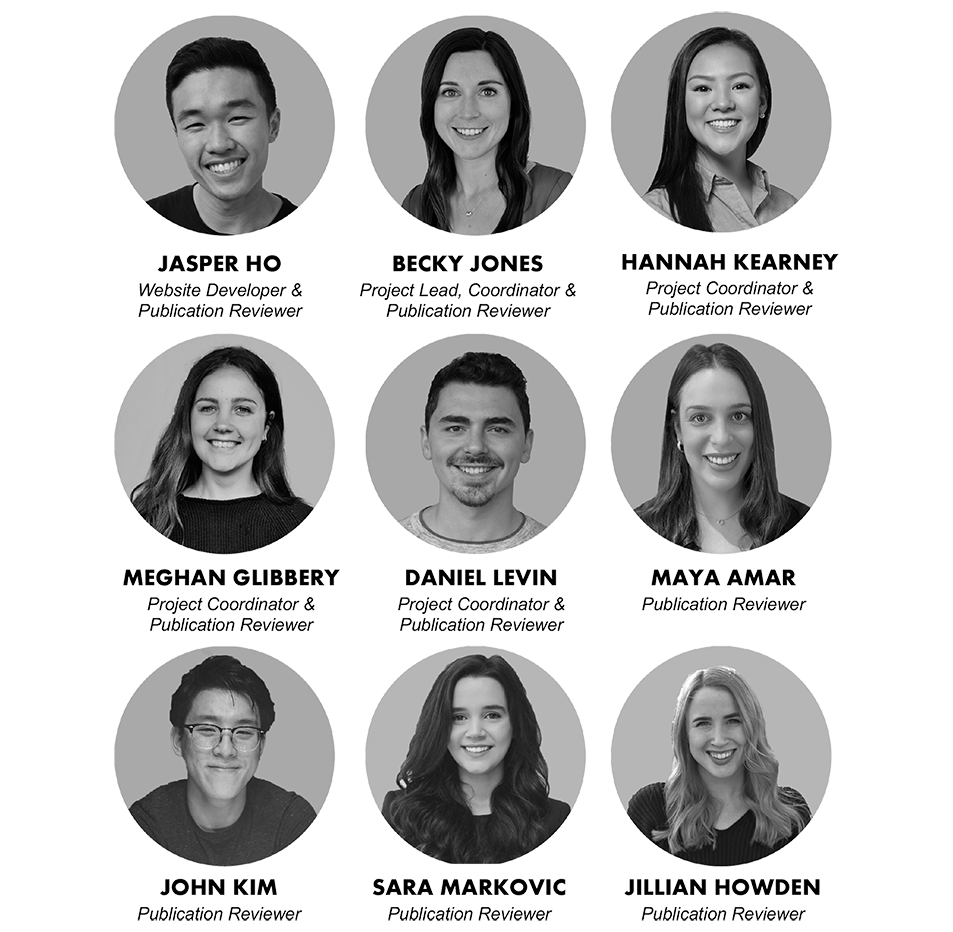 JASPER HO
Website Developer &
Publication Reviewer
BECKY JONES
Project Lead, Coordinator &
Publication Reviewer
HANNAH KEARNEY
Project Coordinator &
Publication Reviewer
MEGHAN GLIBBERY
Project Coordinator &
Publication Reviewer
DANIEL LEVIN
Project Coordinator &
Publication Reviewer
MAYA AMAR
Publication Reviewer
JOHN KIM
Publication Reviewer
SARA MARKOVIC
Publication Reviewer
JILLIAN HOWDEN
Publication Reviewer